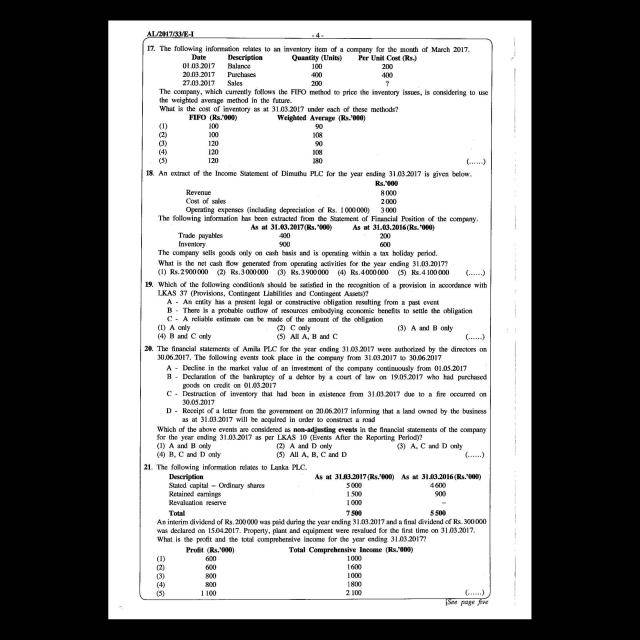 AL/2017/33/E-I
- 4 -
17. The following information relates to an inventory item of a company for the month of March 2017.
Date Description Quantity (Units) Per Unit Cost (Rs.)
01.03.2017 Balance 100 200
20.03.2017 Purchases 400 400
27.03.2017 Sales 200 ?
The company, which currently follows the FIFO method to price the inventory issues, is considering to use
the weighted average method in the future.
What is the cost of inventory as at 31.03.2017 under each of these methods?
FIFO (Rs.'000) Weighted Average (Rs.'000)
(1) 100 90
(2) 100 108
(3) 120 90
(4) 120 108
(5) 120 180 (......)
18. An extract of the Income Statement of Dimuthu PLC for the year ending 31.03.2017 is given below.
Rs.'000
Revenue 8 000
Cost of sales 2 000
Operating expenses (including depreciation of Rs. 1 000 000) 3 000
The following information has been extracted from the Statement of Financial Position of the company.
As at 31.03.2017(Rs.'000) As at 31.03.2016(Rs.'000)
Trade payables 400 200
Inventory 900 600
The company sells goods only on cash basis and is operating within a tax holiday period.
What is the net cash flow generated from operating activities for the year ending 31.03.2017?
(1) Rs. 2 900 000 (2) Rs. 3 000 000 (3) Rs. 3 900 000 (4) Rs. 4 000 000 (5) Rs. 4 100 000 (......)
19. Which of the following condition/s should be satisfied in the recognition of a provision in accordance with
LKAS 37 (Provisions, Contingent Liabilities and Contingent Assets)?
A - An entity has a present legal or constructive obligation resulting from a past event
B - There is a probable outflow of resources embodying economic benefits to settle the obligation
C - A reliable estimate can be made of the amount of the obligation
(1) A only (2) C only (3) A and B only
(4) B and C only (5) All A, B and C (......)
20. The financial statements of Amila PLC for the year ending 31.03.2017 were authorized by the directors on
30.06.2017. The following events took place in the company from 31.03.2017 to 30.06.2017
A - Decline in the market value of an investment of the company continuously from 01.05.2017
B - Declaration of the bankruptcy of a debtor by a court of law on 19.05.2017 who had purchased
goods on credit on 01.03.2017
C - Destruction of inventory that had been in existence from 31.03.2017 due to a fire occurred on
30.05.2017
D - Receipt of a letter from the government on 20.06.2017 informing that a land owned by the business
as at 31.03.2017 will be acquired in order to construct a road
Which of the above events are considered as non-adjusting events in the financial statements of the company
for the year ending 31.03.2017 as per LKAS 10 (Events After the Reporting Period)?
(1) A and B only (2) A and D only (3) A, C and D only
(4) B, C and D only (5) All A, B, C and D (......)
21. The following information relates to Lanka PLC.
Description As at 31.03.2017 (Rs.'000) As at 31.03.2016 (Rs.'000)
Stated capital – Ordinary shares 5 000 4 600
Retained earnings 1 500 900
Revaluation reserve 1 000 –
Total 7 500 5 500
An interim dividend of Rs. 200 000 was paid during the year ending 31.03.2017 and a final dividend of Rs. 300 000
was declared on 15.04.2017. Property, plant and equipment were revalued for the first time on 31.03.2017.
What is the profit and the total comprehensive income for the year ending 31.03.2017?
Profit (Rs.'000) Total Comprehensive Income (Rs.'000)
(1) 600 1000
(2) 600 1600
(3) 800 1000
(4) 800 1800
(5) 1 100 2 100 (......)
[See page five